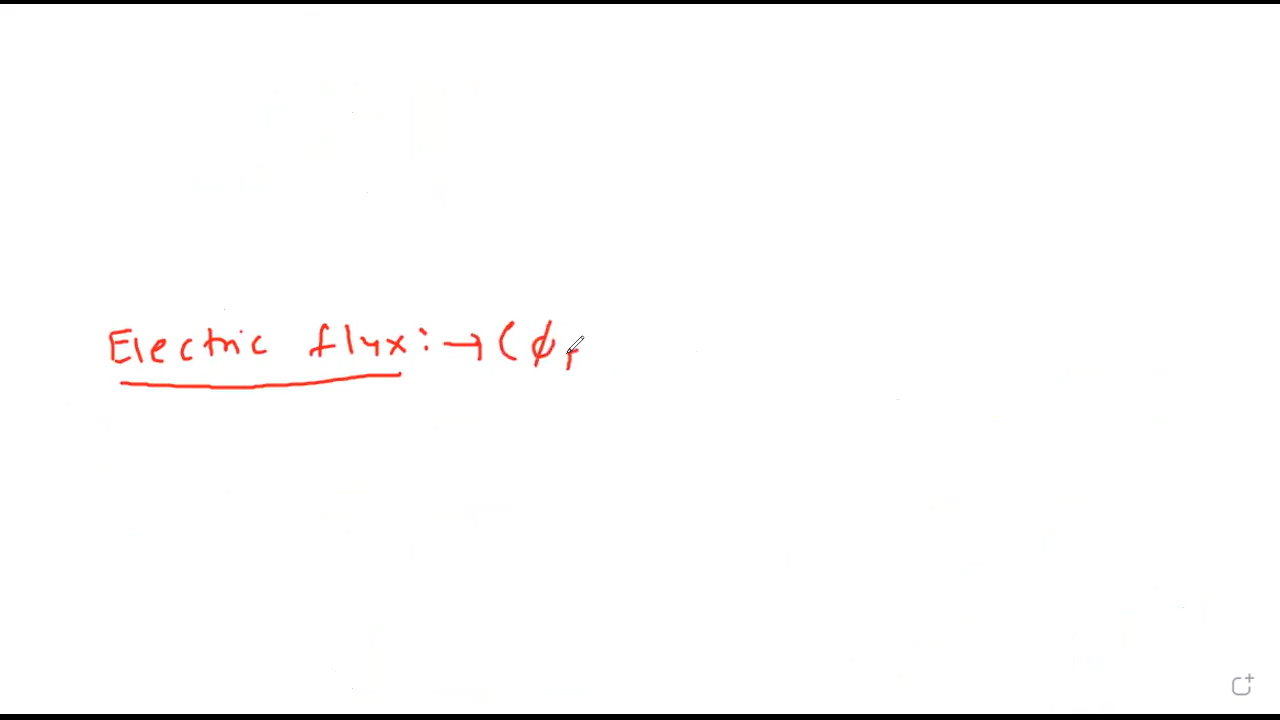 Electric flux : → ( ϕ